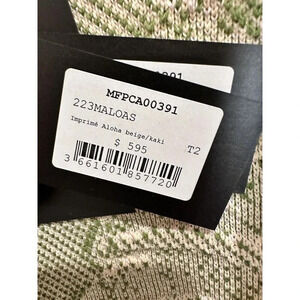 MFPCA00391
223MALOAS
Imprimé Aloha beige/kaki
$ 595
T2
3 661601 857720